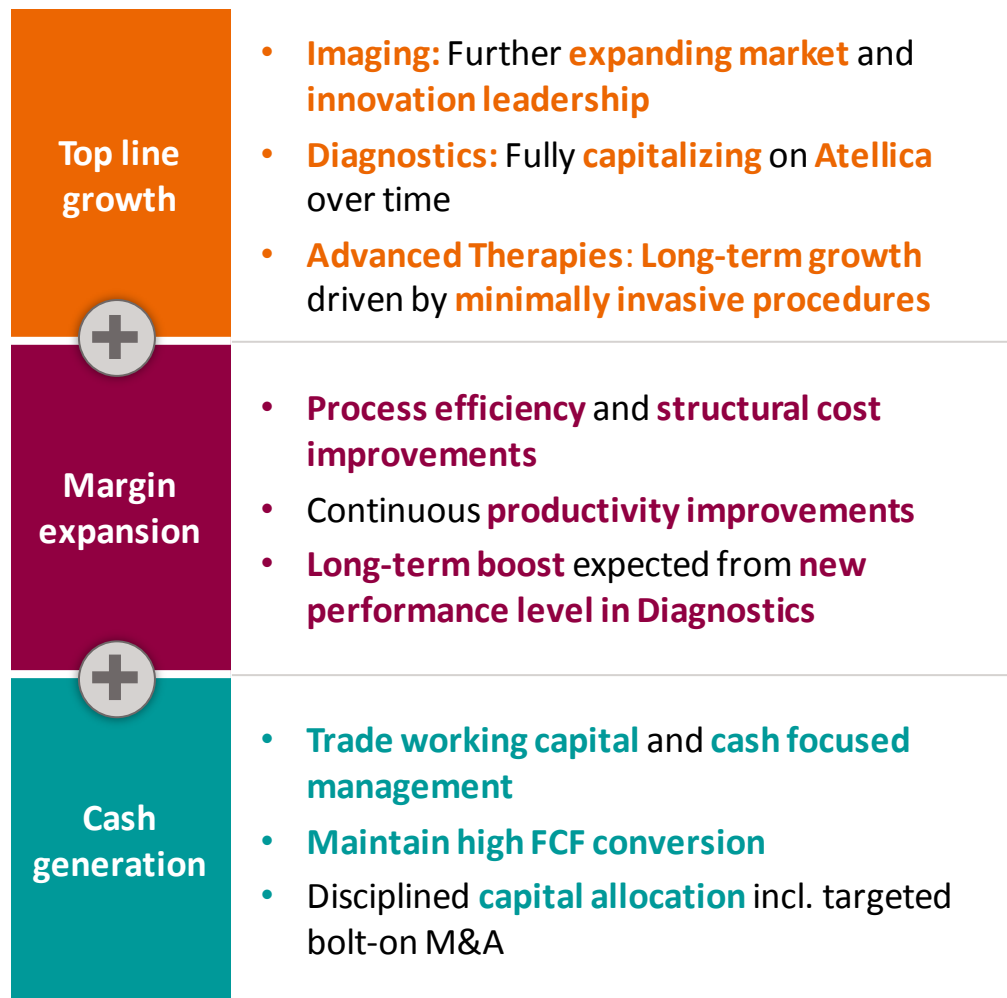 Top line
growth
• Imaging: Further expanding market and
innovation leadership
• Diagnostics: Fully capitalizing on Atellica
over time
• Advanced Therapies: Long-term growth
driven by minimally invasive procedures
Margin
expansion
• Process efficiency and structural cost
improvements
• Continuous productivity improvements
• Long-term boost expected from new
performance level in Diagnostics
Cash
generation
• Trade working capital and cash focused
management
• Maintain high FCF conversion
• Disciplined capital allocation incl. targeted
bolt-on M&A